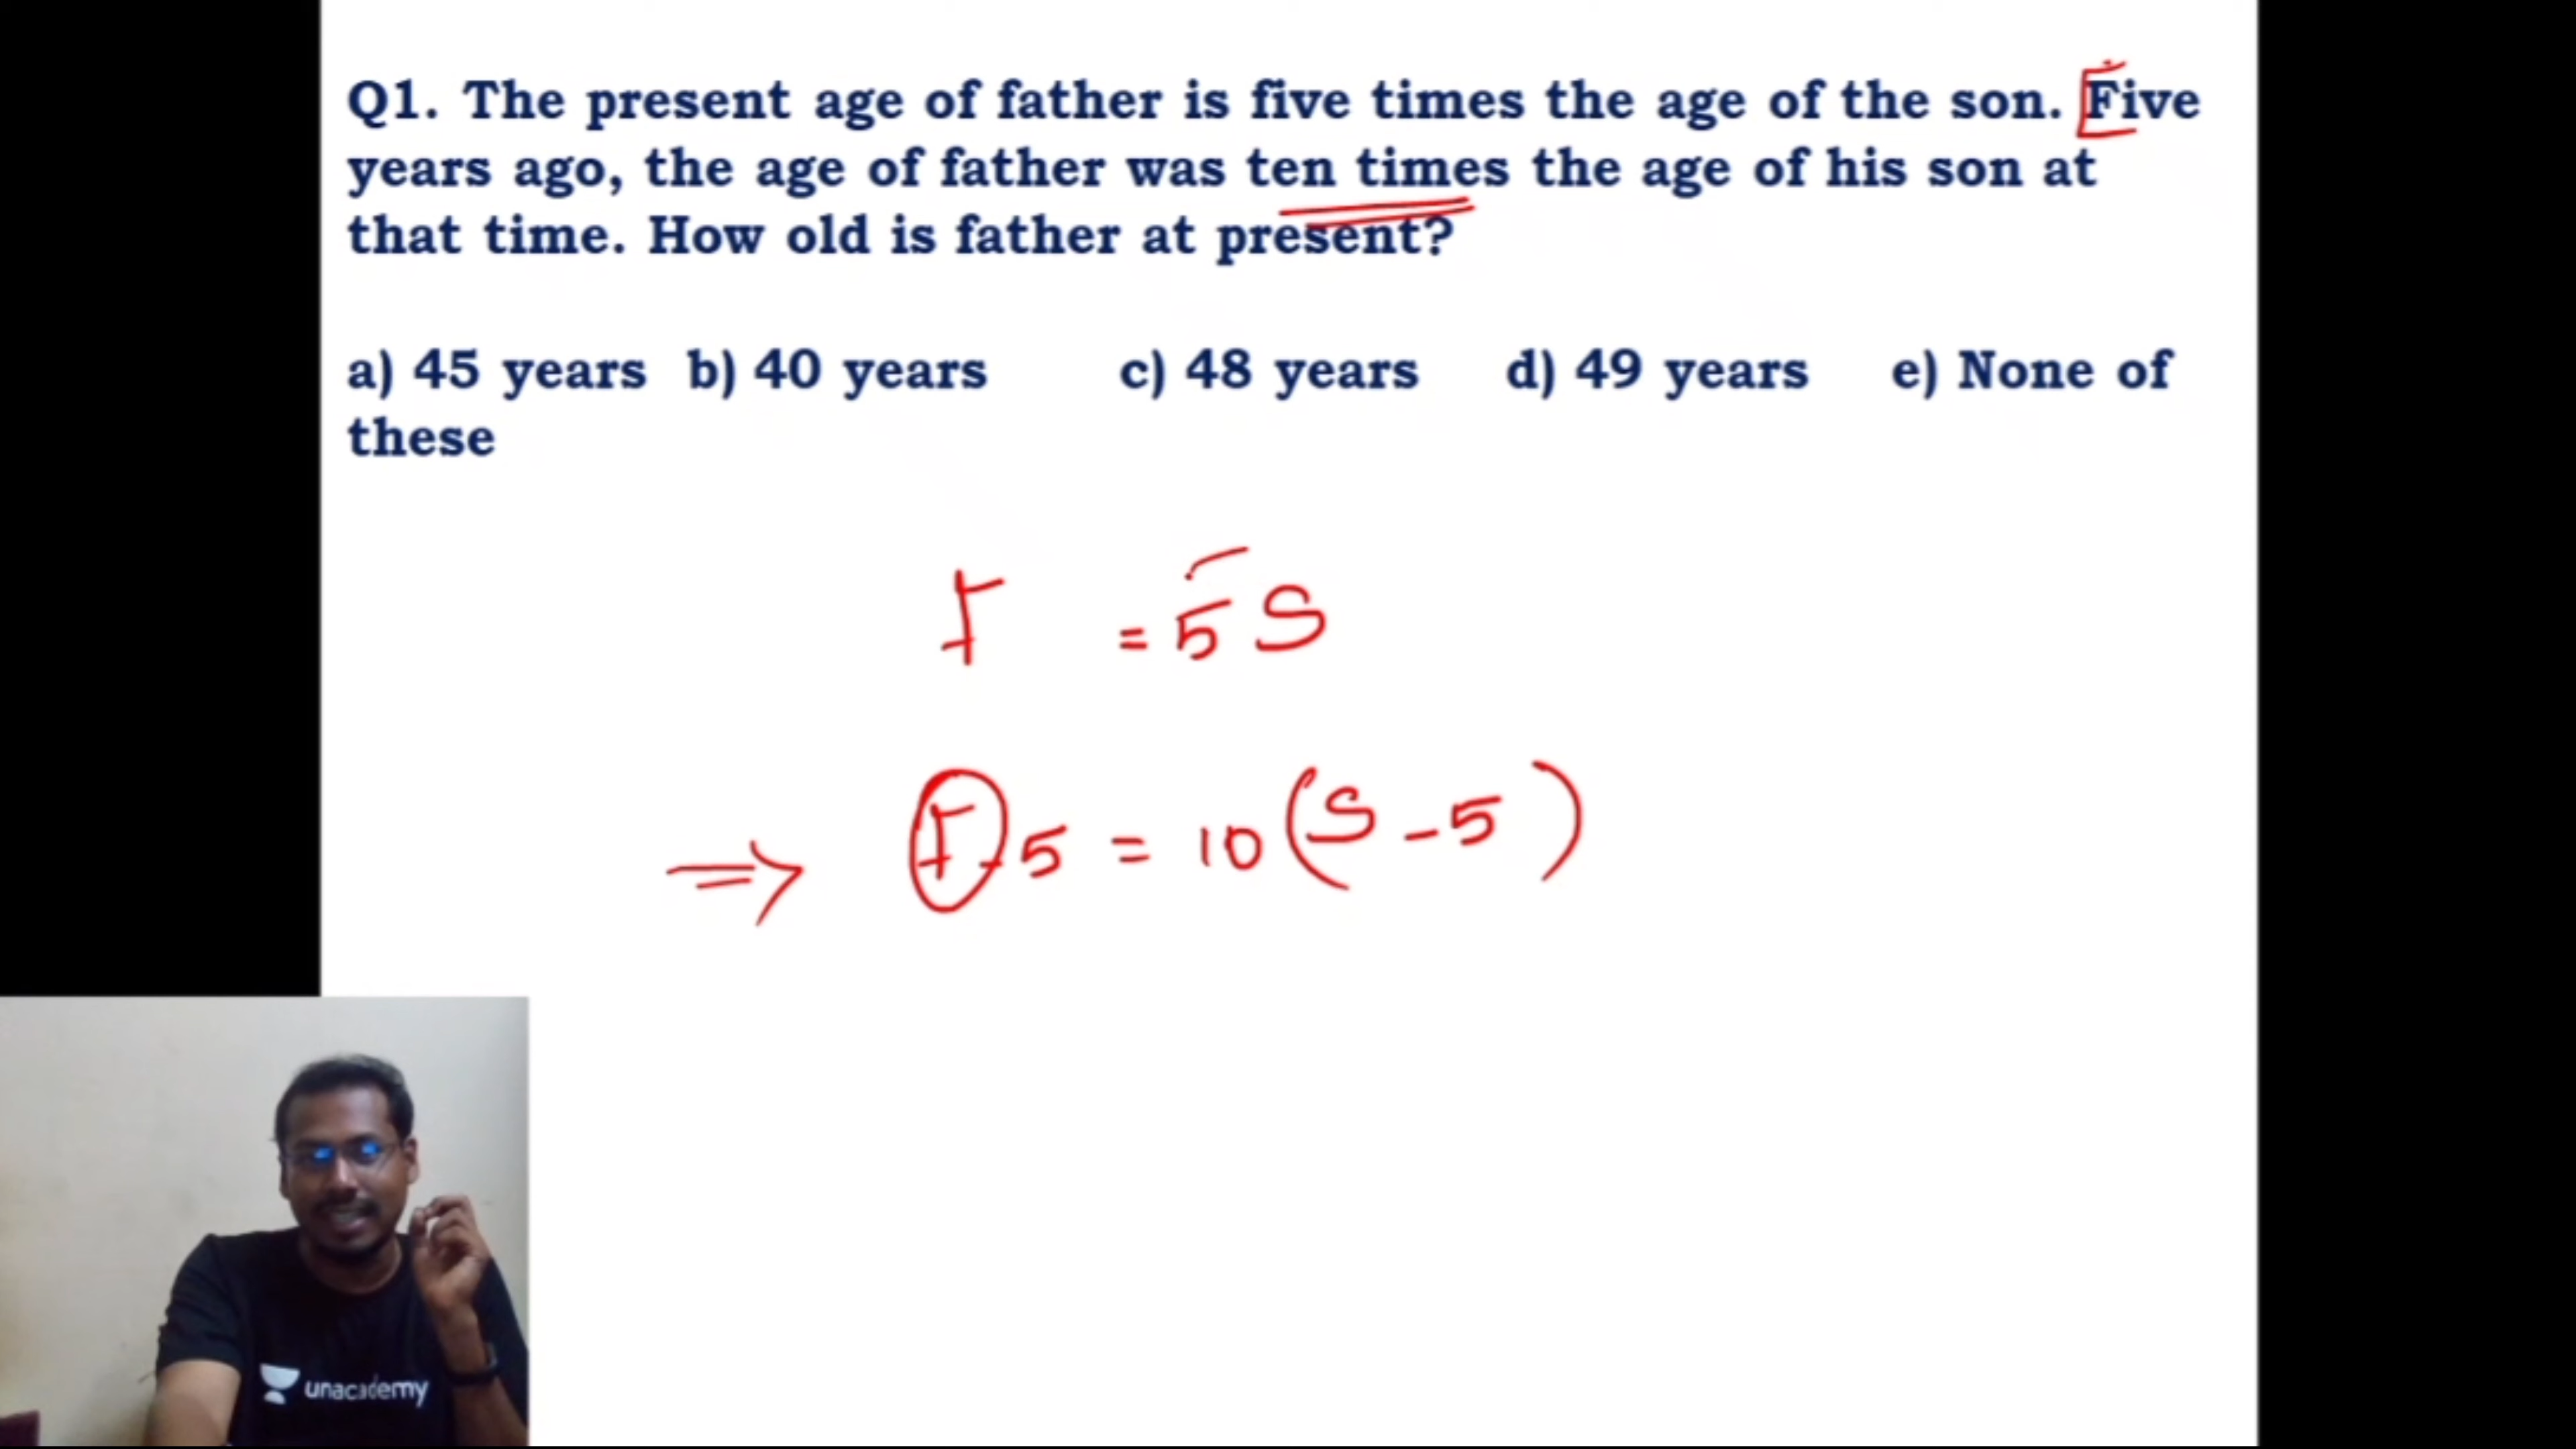 Q1. The present age of father is five times the age of the son. Five
years ago, the age of father was ten times the age of his son at
that time. How old is father at present?
a) 45 years b) 40 years c) 48 years d) 49 years e) None of
these
F = 5 S
⇒ F - 5 = 10 (S - 5)
unacademy